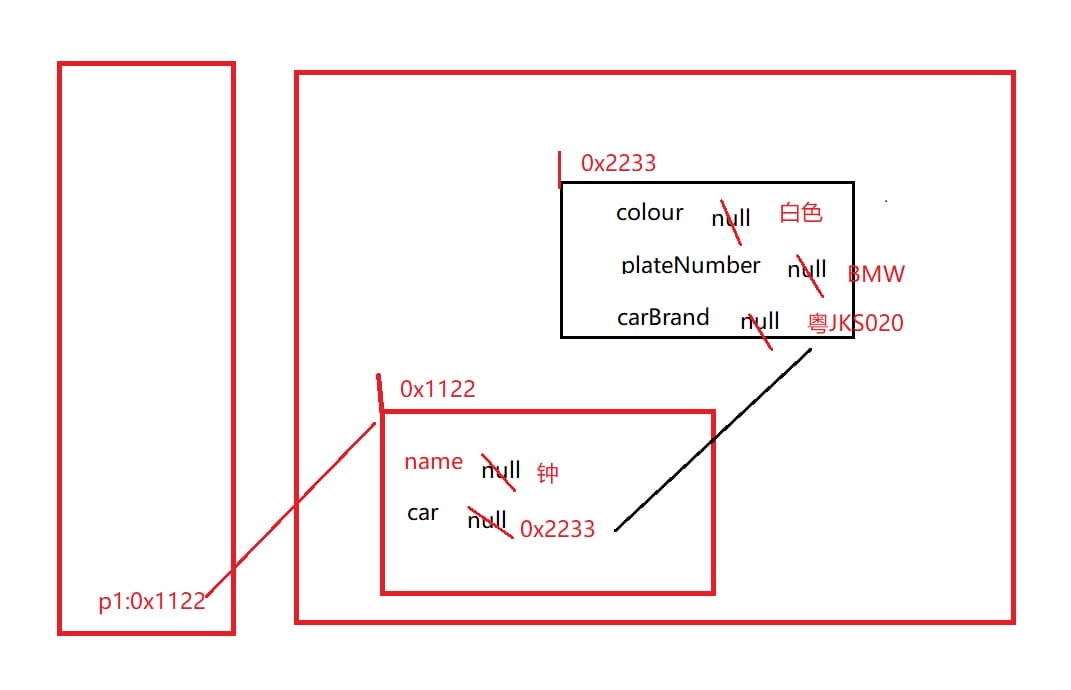 0x2233
colour null 白色
plateNumber null BMW
carBrand null 粤JKS020
0x1122
name null 钟
car null 0x2233
p1:0x1122